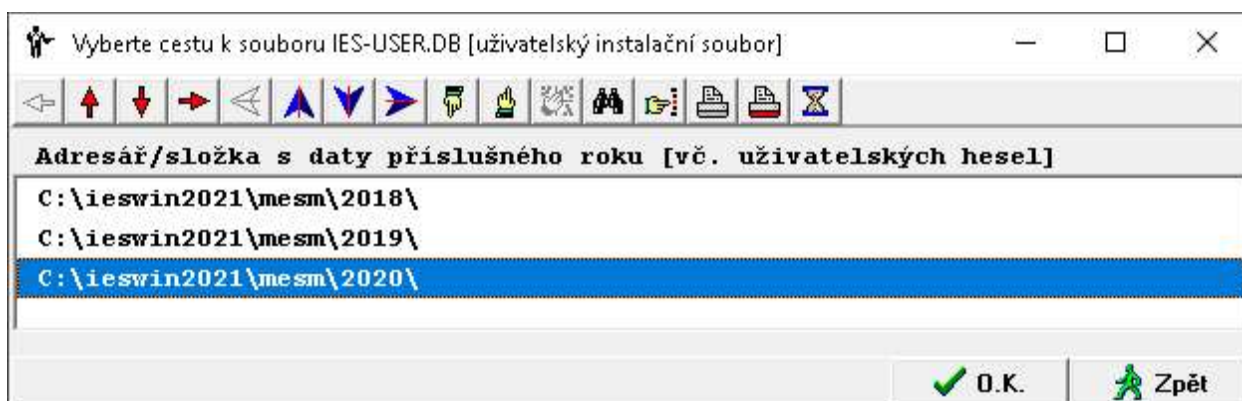 Vyberte cestu k souboru IES-USER.DB [uživatelský instalační soubor]
Adresář/složka s daty příslušného roku [vč. uživatelských hesel]
C:\ieswin2021\mesm\2018\
C:\ieswin2021\mesm\2019\
C:\ieswin2021\mesm\2020\
O.K. Zpět